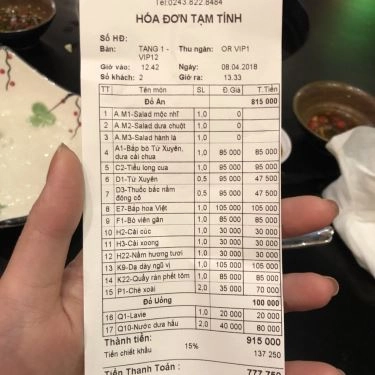 Tel:0243.822.8484
HÓA ĐƠN TẠM TÍNH
Số HĐ:
Bàn: TANG 1 - VIP12 Thu ngân: OR VIP1
Giờ vào: 12.42 Ngày: 08.04.2018
Số khách: 2 Giờ ra: 13.33
TT Tên món SL Đ.Giá T.Tiền
Đồ Ăn 815 000
1 A.M1-Salad mộc nhĩ 1,0 0
2 A.M2-Salad dưa chuột 1,0 0
3 A.M3-Salad hành lá 1,0 0
4 A1-Bắp bò Tứ Xuyên, dưa cải chua 1,0 85 000 85 000
5 C2-Tiểu long cua 1,0 95 000 95 000
6 D1-Tứ Xuyên 0,5 95 000 47 500
7 D3-Thuốc bắc nấm đông cô 0,5 95 000 47 500
8 E7-Bắp hoa Việt 1,0 105 000 105 000
9 F1-Bò viên gân 1,0 85 000 85 000
10 H2-Cải cúc 1,0 30 000 30 000
11 H3-Cải xoong 1,0 30 000 30 000
12 H22-Nấm hương tươi 1,0 30 000 30 000
13 K9-Dạ dày ngũ vị 1,0 105 000 105 000
14 K22-Quẩy rán phết tôm 1,0 85 000 85 000
15 P1-Chè xoài 2,0 35 000 70 000
Đồ Uống 100 000
16 Q1-Lavie 1,0 20 000 20 000
17 Q10-Nước dưa hấu 2,0 40 000 80 000
Thành tiền: 915 000
Tiền chiết khấu 15% 137 250
Tiền Thanh Toán: 777 750